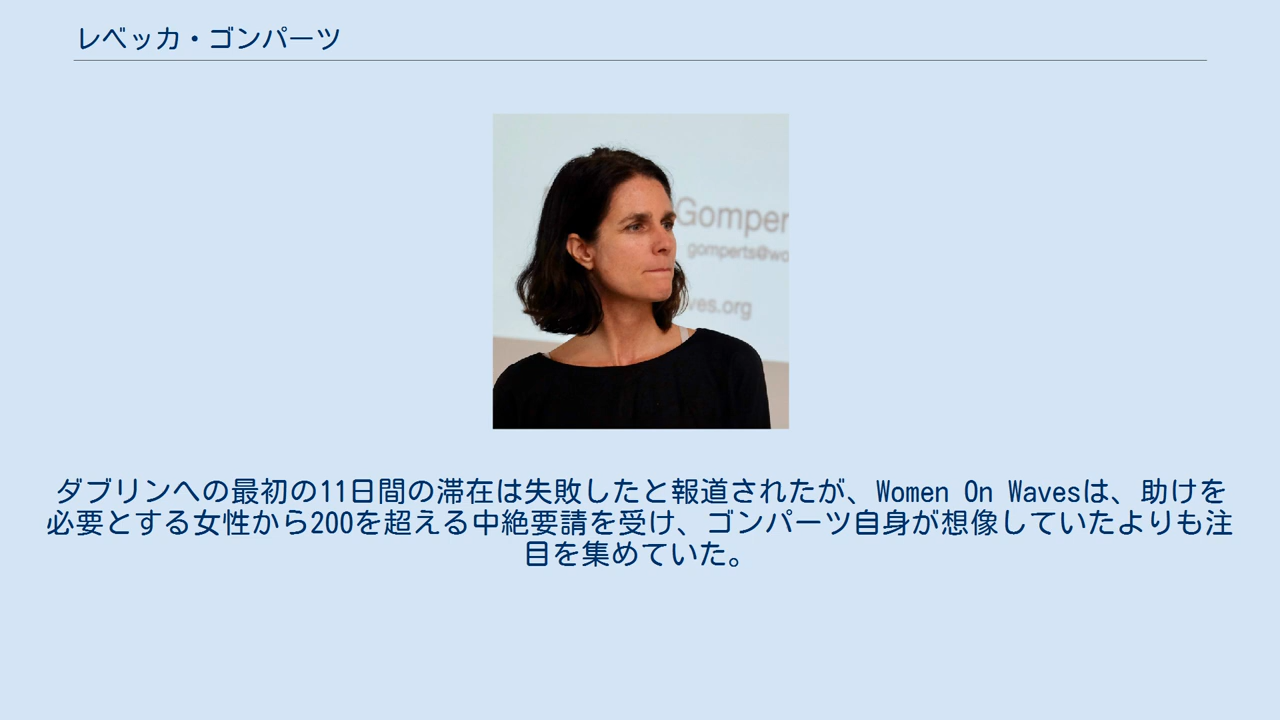 レベッカ・ゴンパーツ
Gomper
gomperts@wo
ves.org
ダブリンへの最初の11日間の滞在は失敗したと報道されたが、Women On Wavesは、助けを
必要とする女性から200を超える中絶要請を受け、ゴンパーツ自身が想像していたよりも注
目を集めていた。